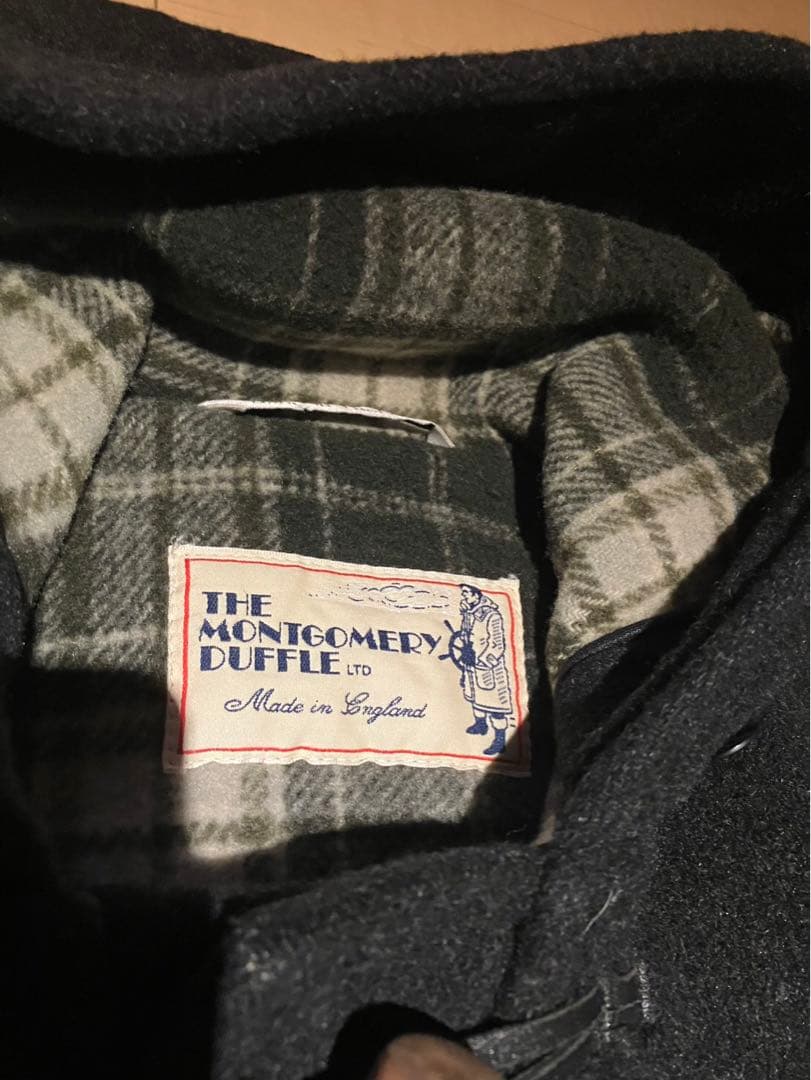 THE
MONTGOMERY
DUFFLE LTD
Made in England